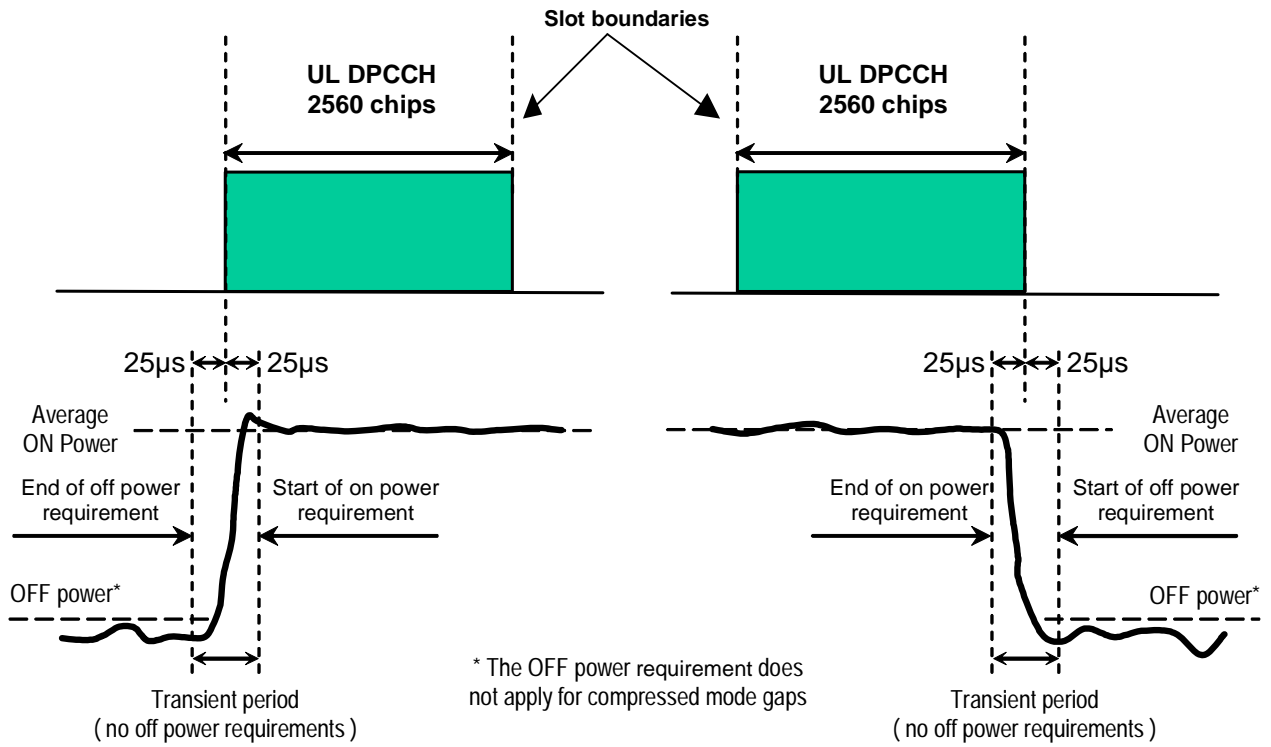 Slot boundaries
UL DPCCH
2560 chips
UL DPCCH
2560 chips
25µs
25µs
25µs
25µs
Average
ON Power
Average
ON Power
End of off power
requirement
Start of on power
requirement
End of on power
requirement
Start of off power
requirement
OFF power*
OFF power*
* The OFF power requirement does
not apply for compressed mode gaps
Transient period
( no off power requirements )
Transient period
( no off power requirements )